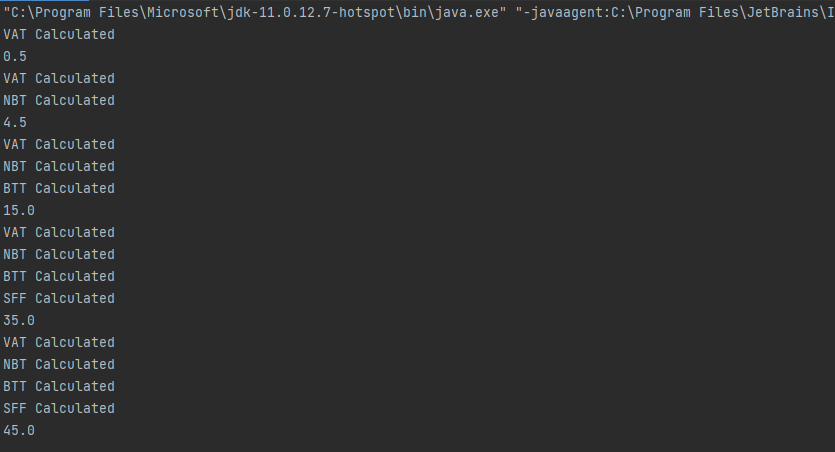 "C:\Program Files\Microsoft\jdk-11.0.12.7-hotspot\bin\java.exe" "-javaagent:C:\Program Files\JetBrains\I
VAT Calculated
0.5
VAT Calculated
NBT Calculated
4.5
VAT Calculated
NBT Calculated
BTT Calculated
15.0
VAT Calculated
NBT Calculated
BTT Calculated
SFF Calculated
35.0
VAT Calculated
NBT Calculated
BTT Calculated
SFF Calculated
45.0